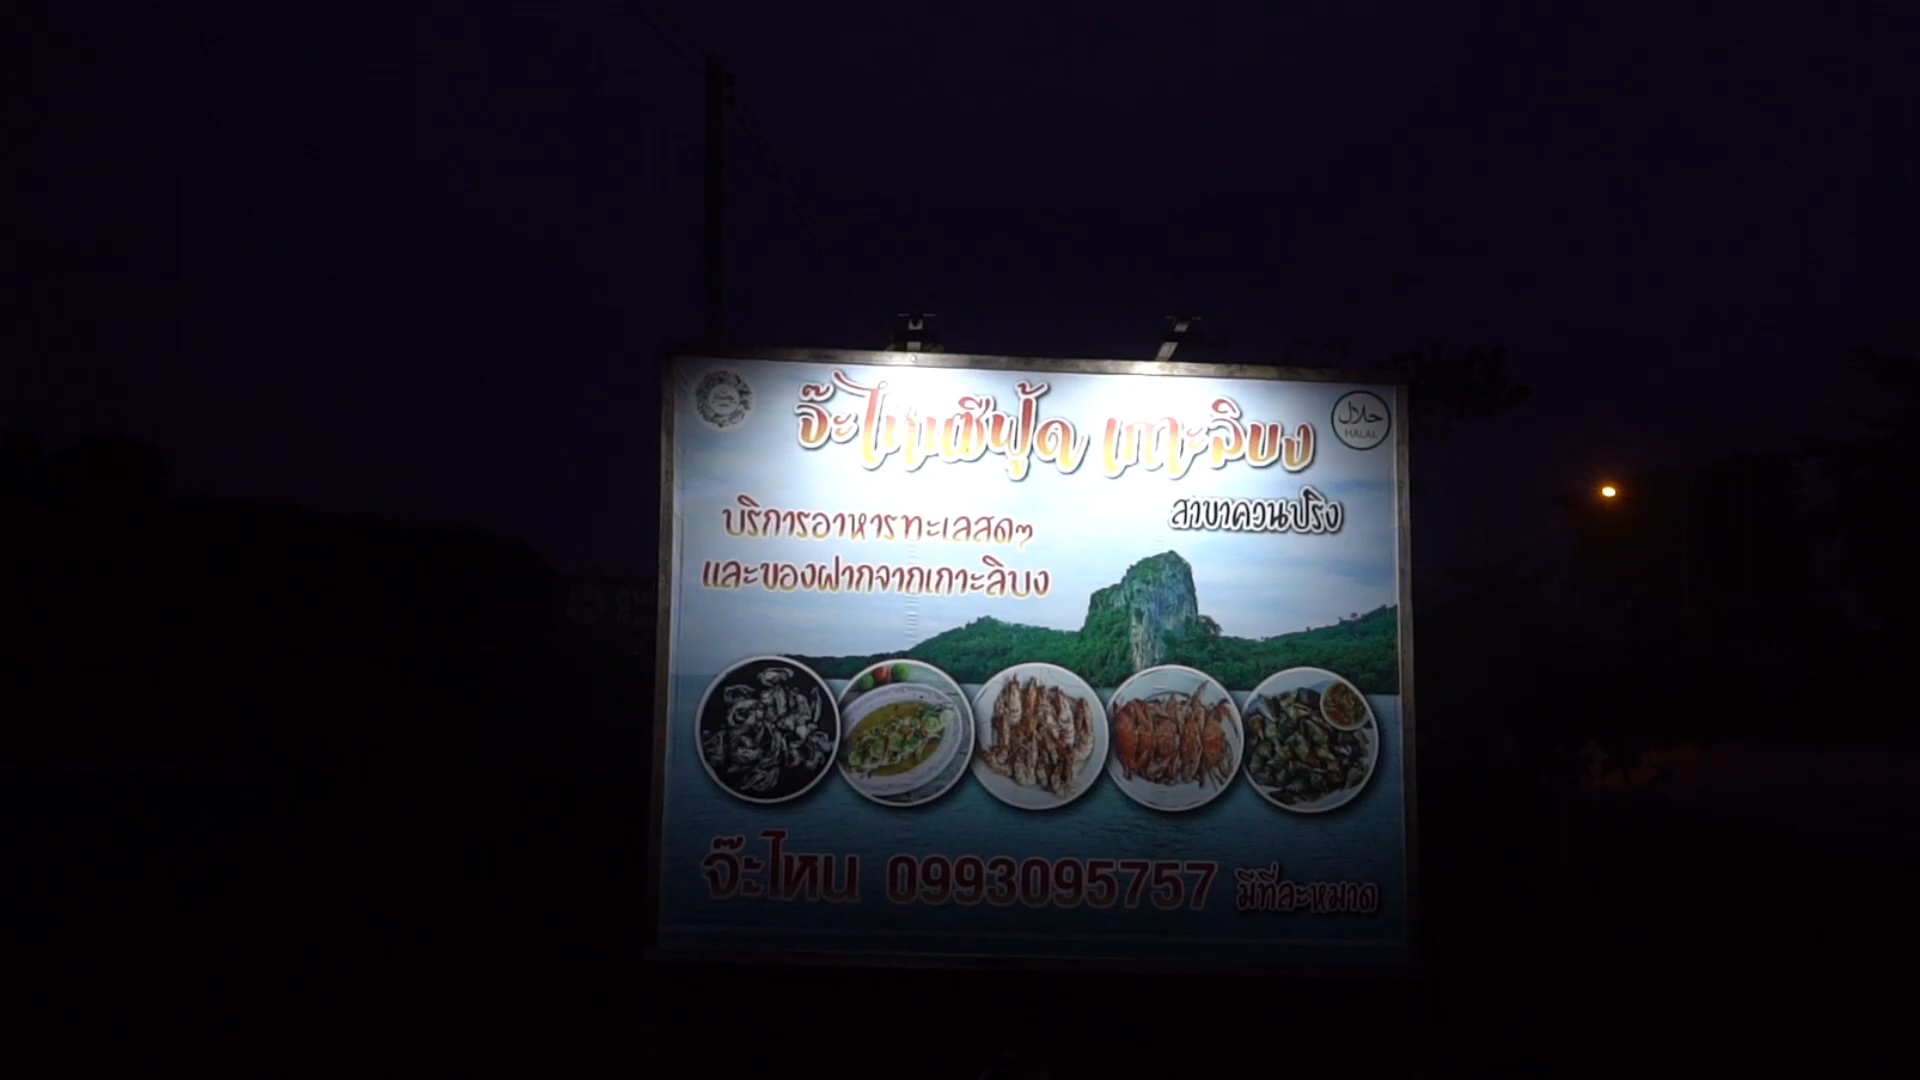 จ๊ะไหนซีฟู้ด เกาะลิบง
حلال
HALAL
สาขาควนปริง
บริการอาหารทะเลสดๆ
และของฝากจากเกาะลิบง
จ๊ะไหน 0993095757 มีที่ละหมาด